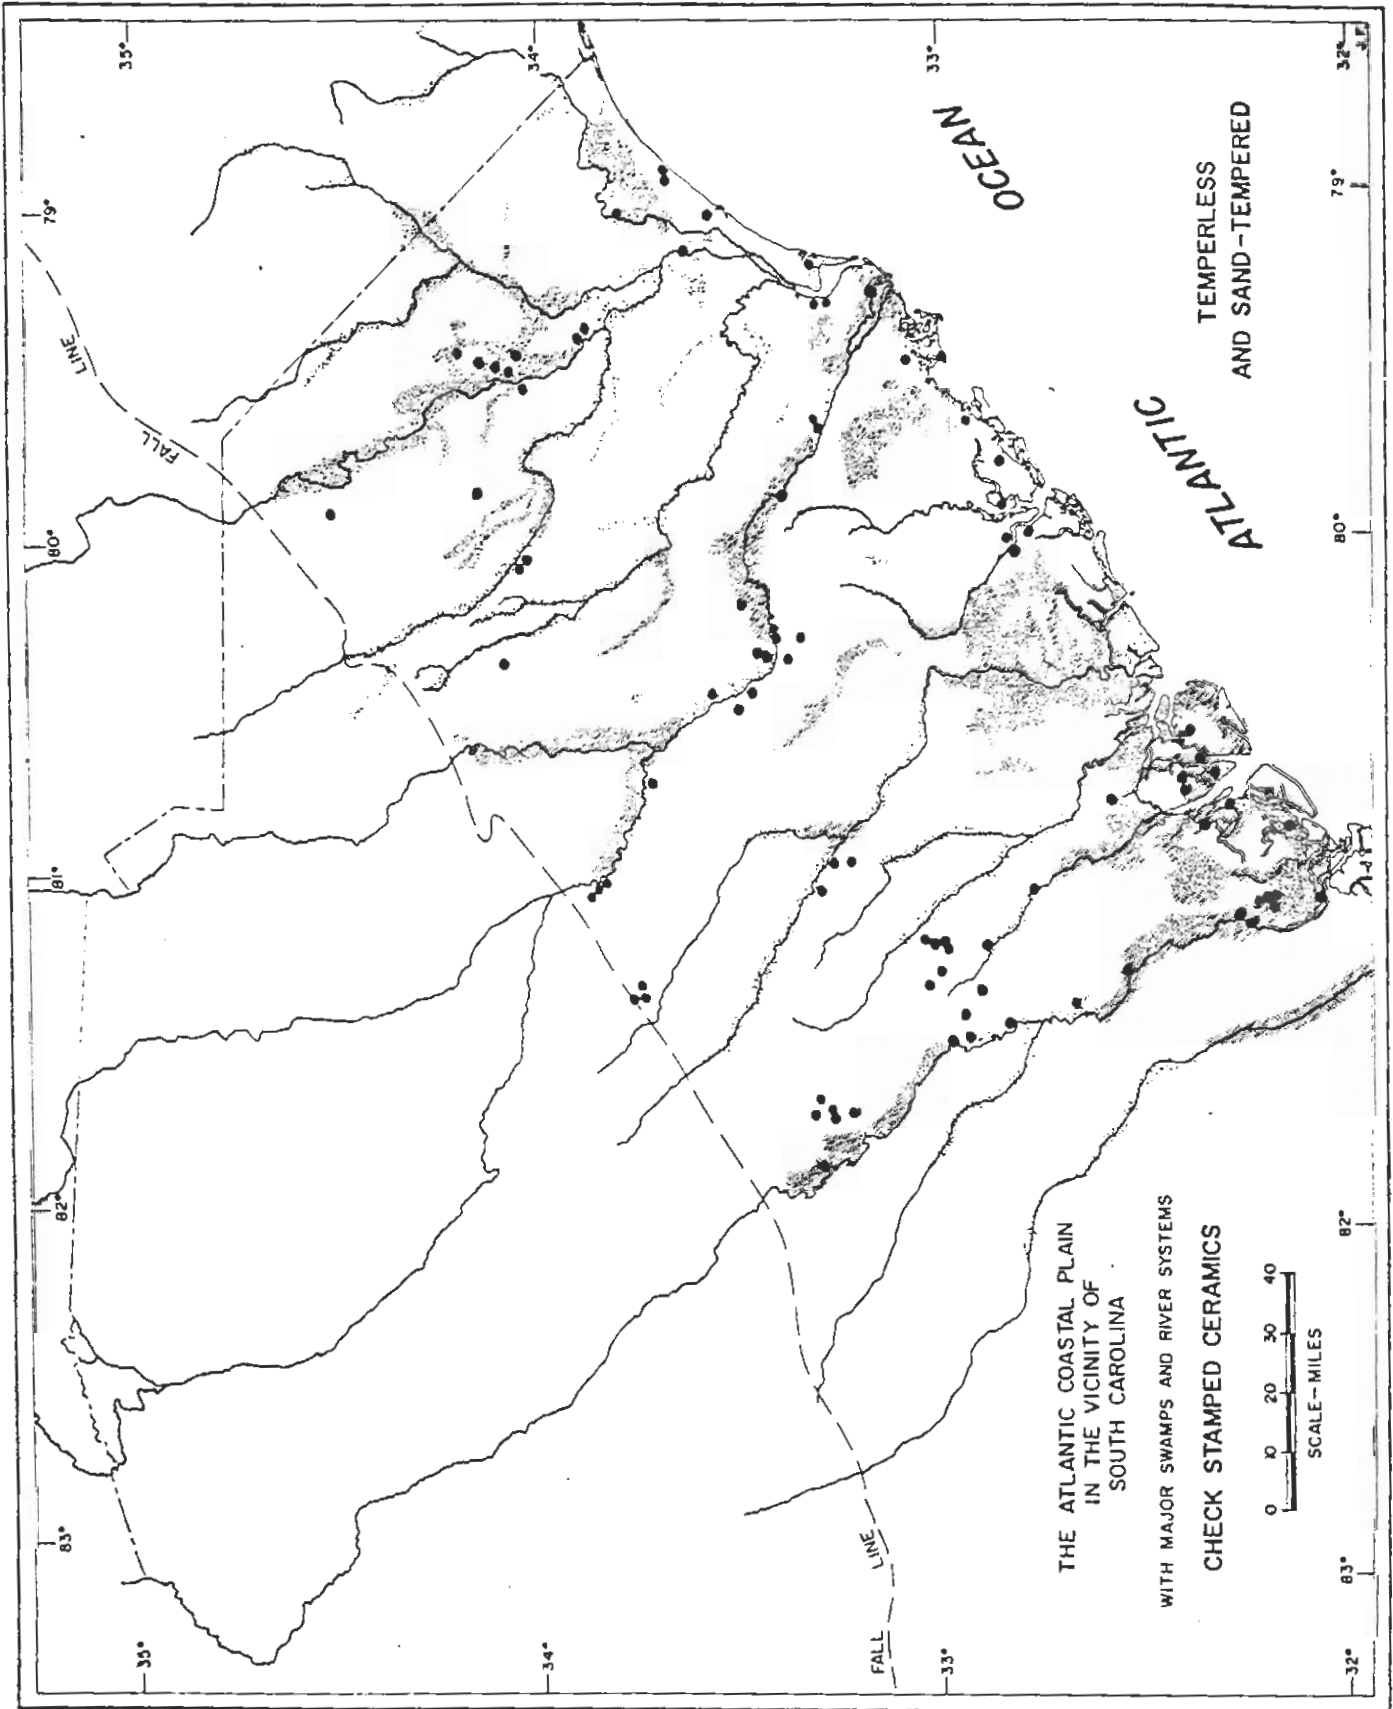 THE ATLANTIC COASTAL PLAIN
IN THE VICINITY OF
SOUTH CAROLINA
WITH MAJOR SWAMPS AND RIVER SYSTEMS
CHECK STAMPED CERAMICS
0 10 20 30 40
SCALE-MILES
TEMPERLESS
AND SAND-TEMPERED
ATLANTIC
OCEAN
FALL
LINE
FALL
LINE
83°
82°
81°
80°
79°
35°
34°
33°
32°
35°
34°
33°
32°
83°
82°
80°
79°